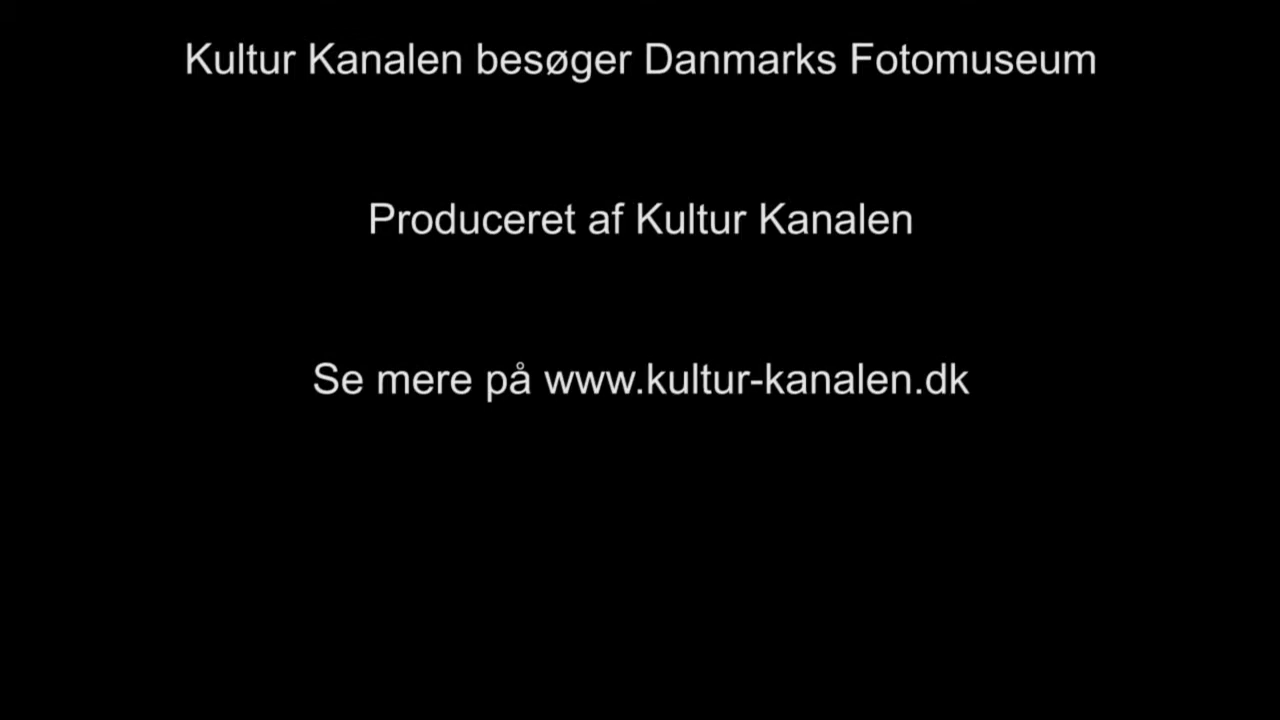 Kultur Kanalen besøger Danmarks Fotomuseum
Produceret af Kultur Kanalen
Se mere på www.kultur-kanalen.dk